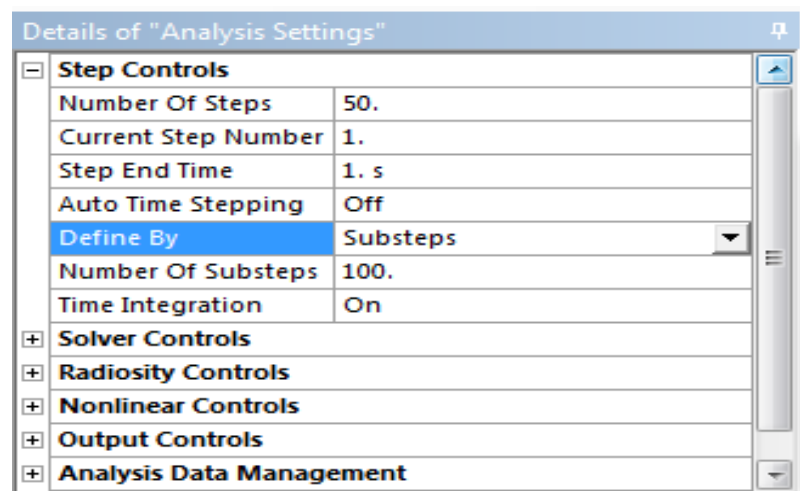 Details of "Analysis Settings"
Step Controls
Number Of Steps 50.
Current Step Number 1.
Step End Time 1. s
Auto Time Stepping Off
Define By Substeps
Number Of Substeps 100.
Time Integration On
Solver Controls
Radiosity Controls
Nonlinear Controls
Output Controls
Analysis Data Management